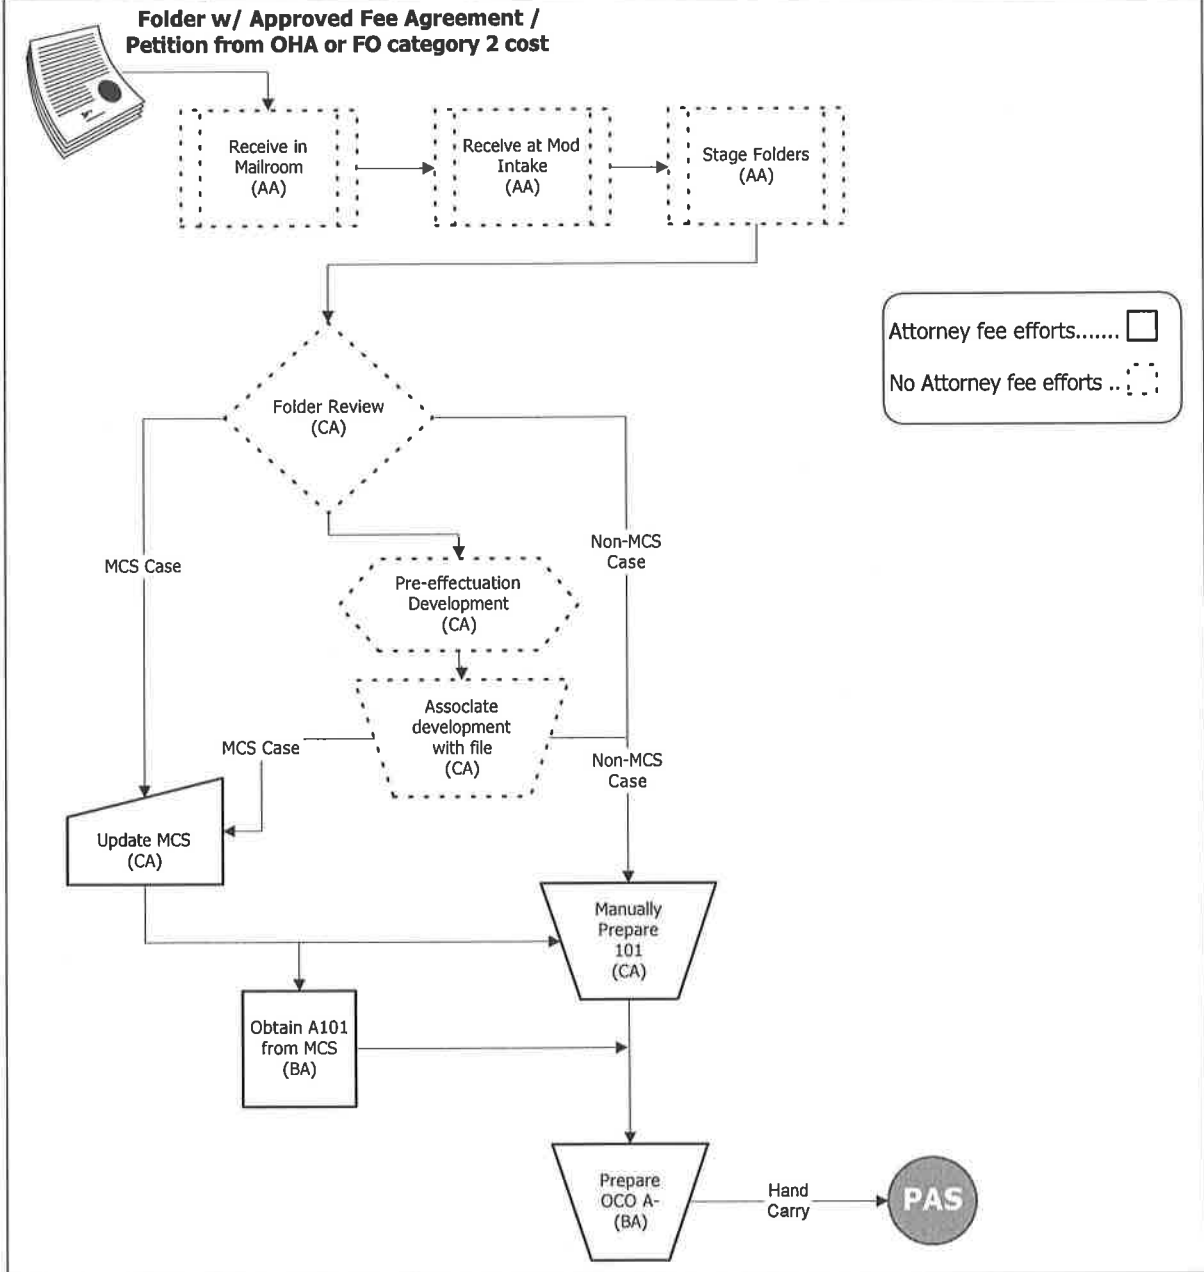 Folder w/ Approved Fee Agreement /
Petition from OHA or FO category 2 cost
Receive in
Mailroom
(AA)
Receive at Mod
Intake
(AA)
Stage Folders
(AA)
Attorney fee efforts.......
No Attorney fee efforts ..
Folder Review
(CA)
MCS Case
Non-MCS
Case
Pre-effectuation
Development
(CA)
Associate
development
with file
(CA)
MCS Case
Non-MCS
Case
Update MCS
(CA)
Manually
Prepare
101
(CA)
Obtain A101
from MCS
(BA)
Prepare
OCO A-
(BA)
Hand
Carry
PAS